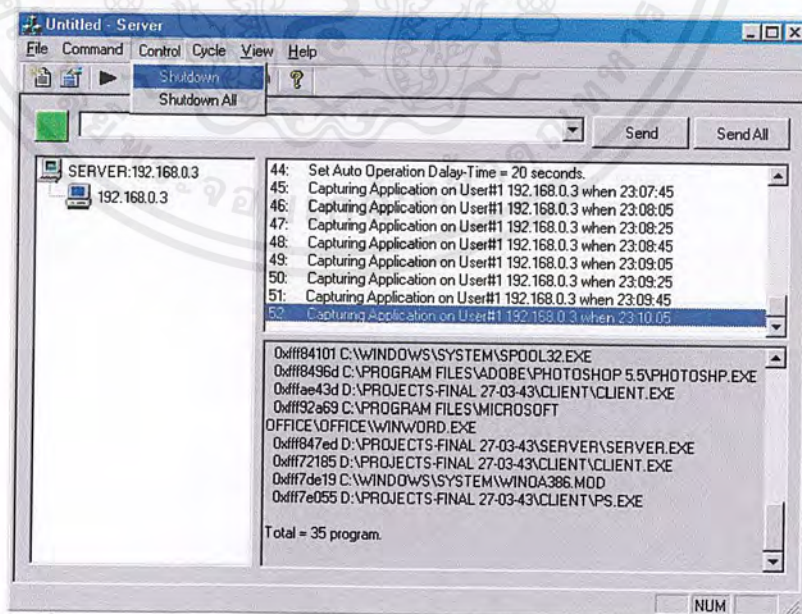 Untitled - Server
File Command Control Cycle View Help
Shutdown
Shutdown All
Send
Send All
SERVER:192.168.0.3
192.168.0.3
44: Set Auto Operation Dalay-Time = 20 seconds.
45: Capturing Application on User#1 192.168.0.3 when 23:07:45
46: Capturing Application on User#1 192.168.0.3 when 23:08:05
47: Capturing Application on User#1 192.168.0.3 when 23:08:25
48: Capturing Application on User#1 192.168.0.3 when 23:08:45
49: Capturing Application on User#1 192.168.0.3 when 23:09:05
50: Capturing Application on User#1 192.168.0.3 when 23:09:25
51: Capturing Application on User#1 192.168.0.3 when 23:09:45
52: Capturing Application on User#1 192.168.0.3 when 23:10:05
0xfff84101 C:\WINDOWS\SYSTEM\SPOOL32.EXE
0xfff8496d C:\PROGRAM FILES\ADOBE\PHOTOSHOP 5.5\PHOTOSHP.EXE
0xfffae43d D:\PROJECTS-FINAL 27-03-43\CLIENT\CLIENT.EXE
0xfff92a69 C:\PROGRAM FILES\MICROSOFT
OFFICE\OFFICE\WINWORD.EXE
0xfff847ed D:\PROJECTS-FINAL 27-03-43\SERVER\SERVER.EXE
0xfff72185 D:\PROJECTS-FINAL 27-03-43\CLIENT\CLIENT.EXE
0xfff7de19 C:\WINDOWS\SYSTEM\WINOA386.MOD
0xfff7e055 D:\PROJECTS-FINAL 27-03-43\CLIENT\PS.EXE
Total = 35 program.
NUM